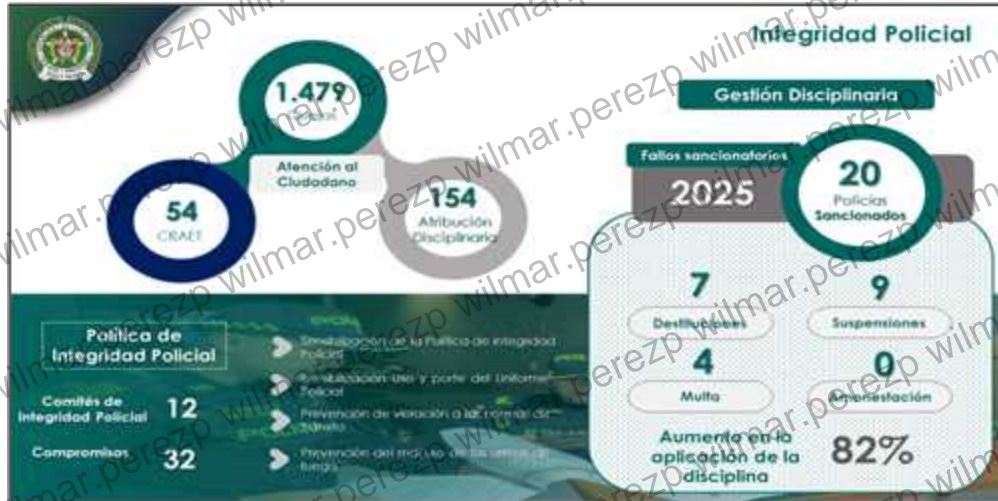 Integridad Policial
1.479
Atención al
Ciudadano
54
CRAET
154
Atribución
Disciplinaria
Gestión Disciplinaria
Fallos sancionatorios
2025
20
Policías
Sancionados
7
Destituciones
9
Suspensiones
4
Multa
0
Amonestación
Aumento en la
aplicación de la
disciplina
82%
Política de
Integridad Policial
Comités de
Integridad Policial
12
Compromisos
32
Sensibilización de la Política de Integridad
Policial
Sensibilización Uso y porte del Uniforme
Policial
Prevención de violación a las normas de
tránsito
Prevención del mal uso de las armas de
fuego
wilmar.perezp wilmar.perezp wilmar.perezp